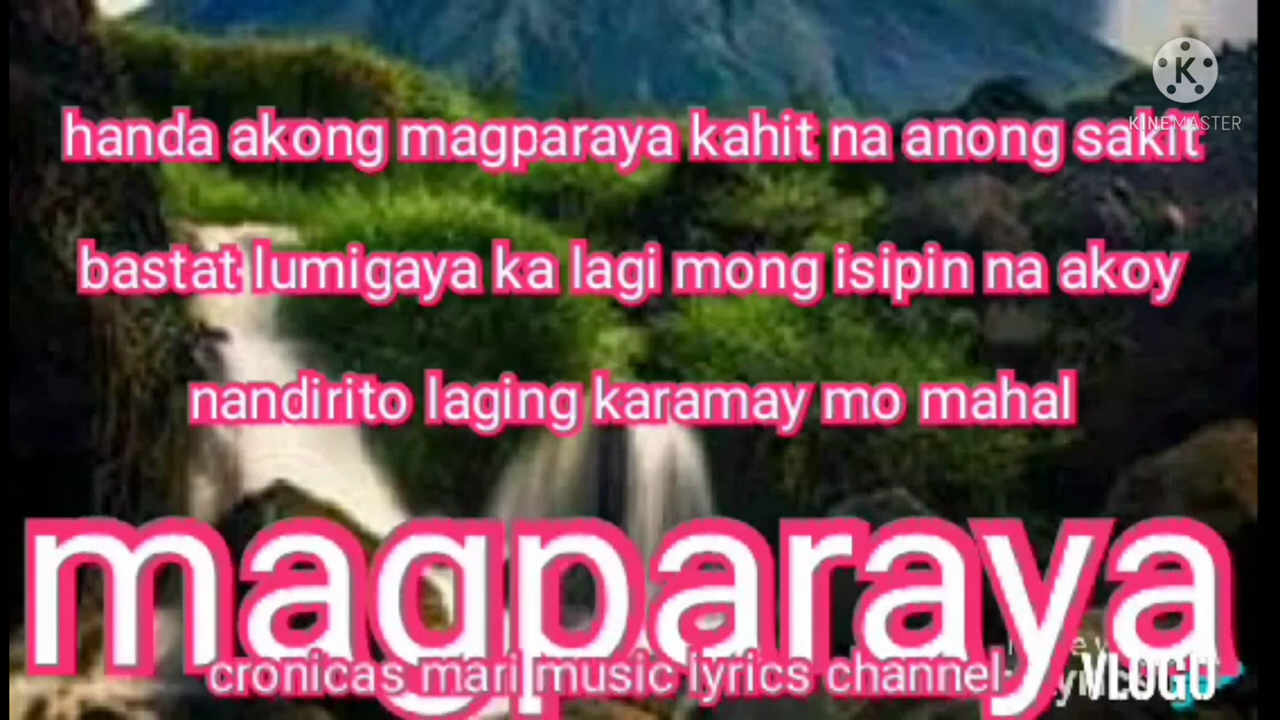 KINEMASTER
handa akong magparaya kahit na anong sakit
bastat lumigaya ka lagi mong isipin na akoy
nandirito laging karamay mo mahal
magparaya
cronicas mari music lyrics channel
VLOGU